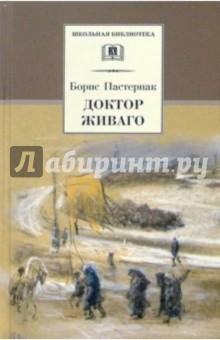 ШКОЛЬНАЯ БИБЛИОТЕКА
Борис Пастернак
ДОКТОР
ЖИВАГО
Лабиринт.ру